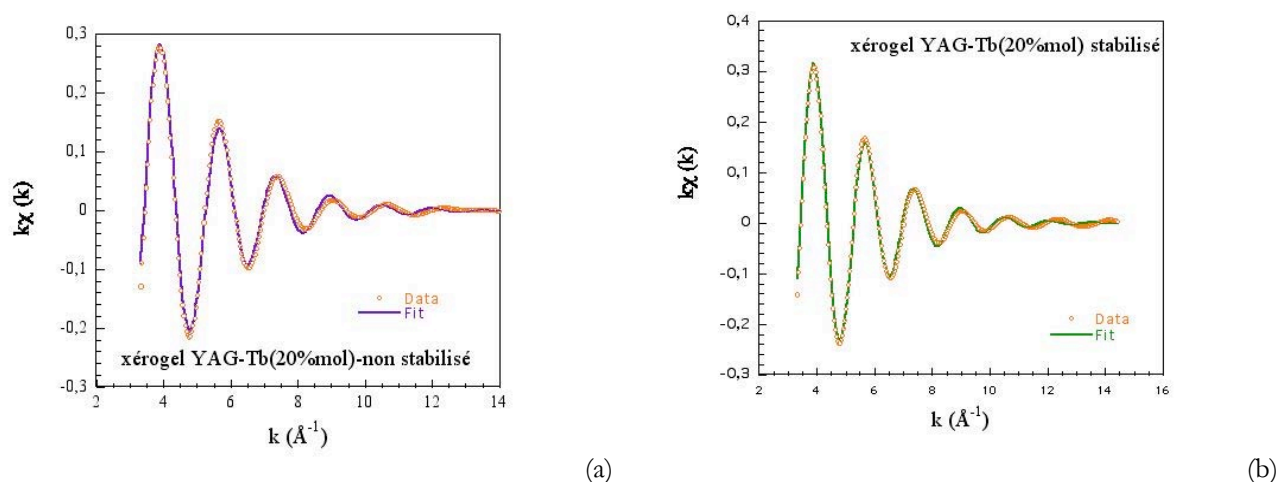 0,3
0,2
0,1
0
-0,1
-0,2
-0,3
kχ (k)
Data
Fit
xérogel YAG-Tb(20%mol)-non stabilisé
2 4 6 8 10 12 14
k (Å⁻¹)
(a)
0,4
xérogel YAG-Tb(20%mol) stabilisé
0,3
0,2
0,1
0
-0,1
-0,2
-0,3
kχ (k)
Data
Fit
2 4 6 8 10 12 14 16
k (Å⁻¹)
(b)